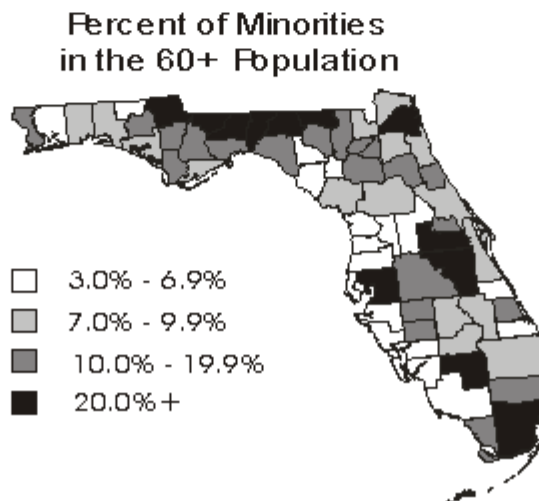 Percent of Minorities
in the 60+ Population
3.0% - 6.9%
7.0% - 9.9%
10.0% - 19.9%
20.0%+